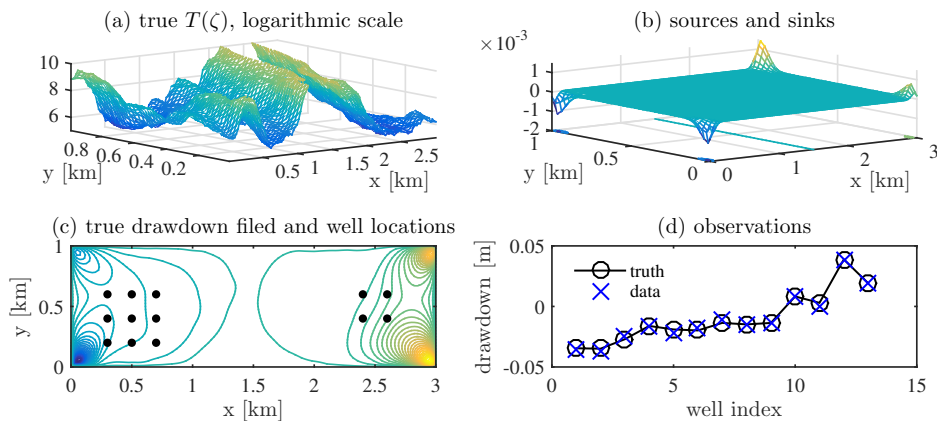 (a) true T(ζ), logarithmic scale
10
8
6
y [km]
0.8
0.6
0.4
0.2
0.5
1
1.5
2
2.5
x [km]
(b) sources and sinks
×10⁻³
1
0
-1
-2
1
0.5
0
y [km]
0
1
2
3
x [km]
(c) true drawdown filed and well locations
1
0.5
0
y [km]
0
0.5
1
1.5
2
2.5
3
x [km]
(d) observations
0.05
0
-0.05
drawdown [m]
truth
data
0
5
10
15
well index